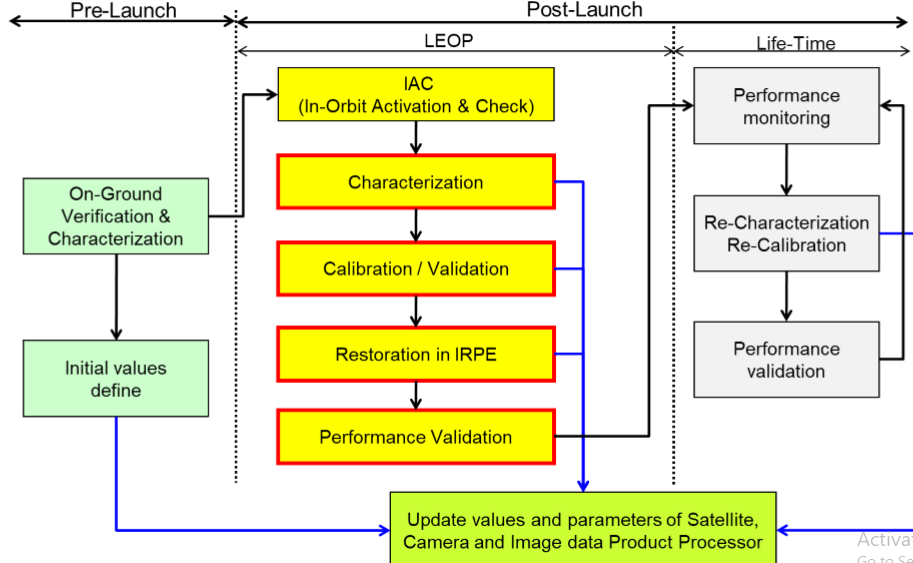 Pre-Launch
Post-Launch
LEOP
Life-Time
IAC
(In-Orbit Activation & Check)
Characterization
Calibration / Validation
Restoration in IRPE
Performance Validation
On-Ground
Verification &
Characterization
Initial values
define
Performance
monitoring
Re-Characterization
Re-Calibration
Performance
validation
Update values and parameters of Satellite,
Camera and Image data Product Processor
Activa
Go to Se